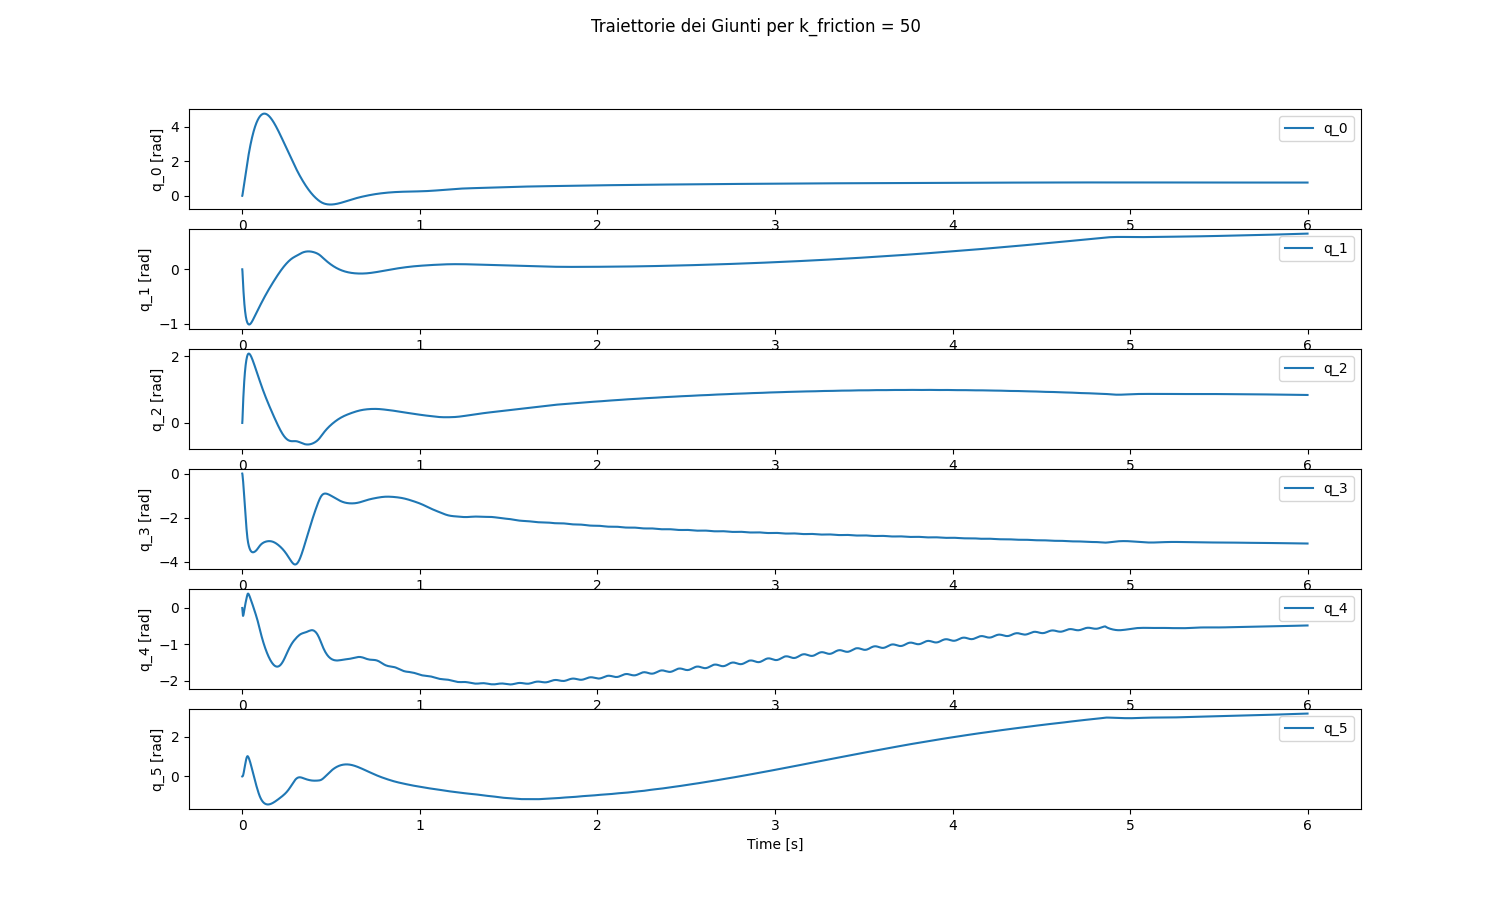 Traiettorie dei Giunti per k_friction = 50
q_0 [rad]
4
2
0
q_0
0 1 2 3 4 5 6
q_1 [rad]
0
−1
q_1
0 1 2 3 4 5 6
q_2 [rad]
2
0
q_2
0 1 2 3 4 5 6
q_3 [rad]
0
−2
−4
q_3
0 1 2 3 4 5 6
q_4 [rad]
0
−1
−2
q_4
0 1 2 3 4 5 6
q_5 [rad]
2
0
q_5
0 1 2 3 4 5 6
Time [s]